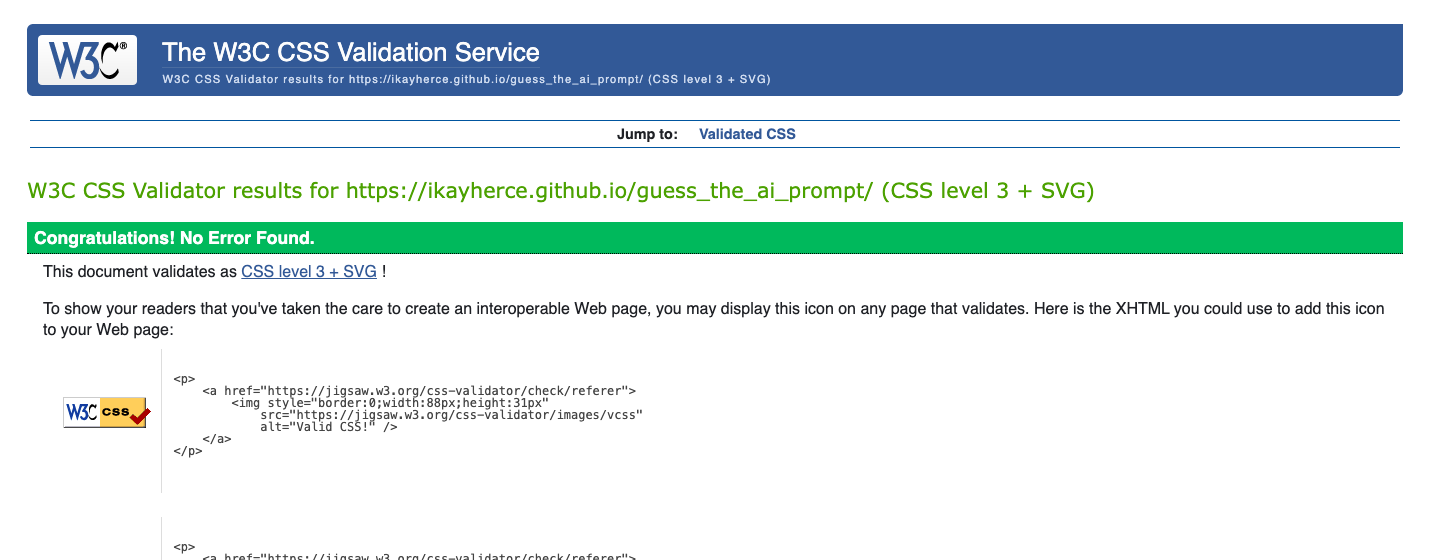 W3C®
The W3C CSS Validation Service
W3C CSS Validator results for https://ikayherce.github.io/guess_the_ai_prompt/ (CSS level 3 + SVG)
Jump to: Validated CSS
W3C CSS Validator results for https://ikayherce.github.io/guess_the_ai_prompt/ (CSS level 3 + SVG)
Congratulations! No Error Found.
This document validates as CSS level 3 + SVG !
To show your readers that you've taken the care to create an interoperable Web page, you may display this icon on any page that validates. Here is the XHTML you could use to add this icon
to your Web page:
W3C css
<p>
    <a href="https://jigsaw.w3.org/css-validator/check/referer">
        <img style="border:0;width:88px;height:31px"
            src="https://jigsaw.w3.org/css-validator/images/vcss"
            alt="Valid CSS!" />
    </a>
</p>
<p>
    <a href="https://jigsaw.w3.org/css-validator/check/referer">